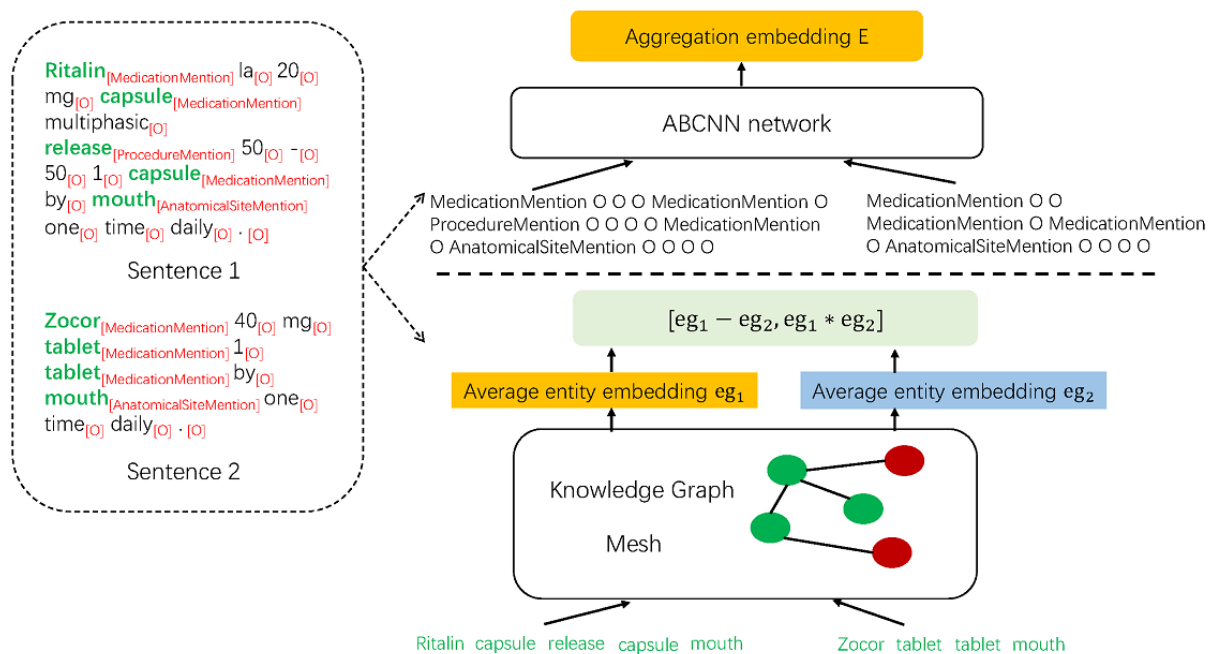 Ritalin[MedicationMention] la[O] 20[O]
mg[O] capsule[MedicationMention]
multiphasic[O]
release[ProcedureMention] 50[O] -[O]
50[O] 1[O] capsule[MedicationMention]
by[O] mouth[AnatomicalSiteMention]
one[O] time[O] daily[O] . [O]
Sentence 1
Zocor[MedicationMention] 40[O] mg[O]
tablet[MedicationMention] 1[O]
tablet[MedicationMention] by[O]
mouth[AnatomicalSiteMention] one[O]
time[O] daily[O] . [O]
Sentence 2
Aggregation embedding E
ABCNN network
MedicationMention O O O MedicationMention O
ProcedureMention O O O O MedicationMention
O AnatomicalSiteMention O O O O
MedicationMention O O
MedicationMention O MedicationMention
O AnatomicalSiteMention O O O O
[eg₁ − eg₂, eg₁ * eg₂]
Average entity embedding eg₁
Average entity embedding eg₂
Knowledge Graph
Mesh
Ritalin capsule release capsule mouth
Zocor tablet tablet mouth